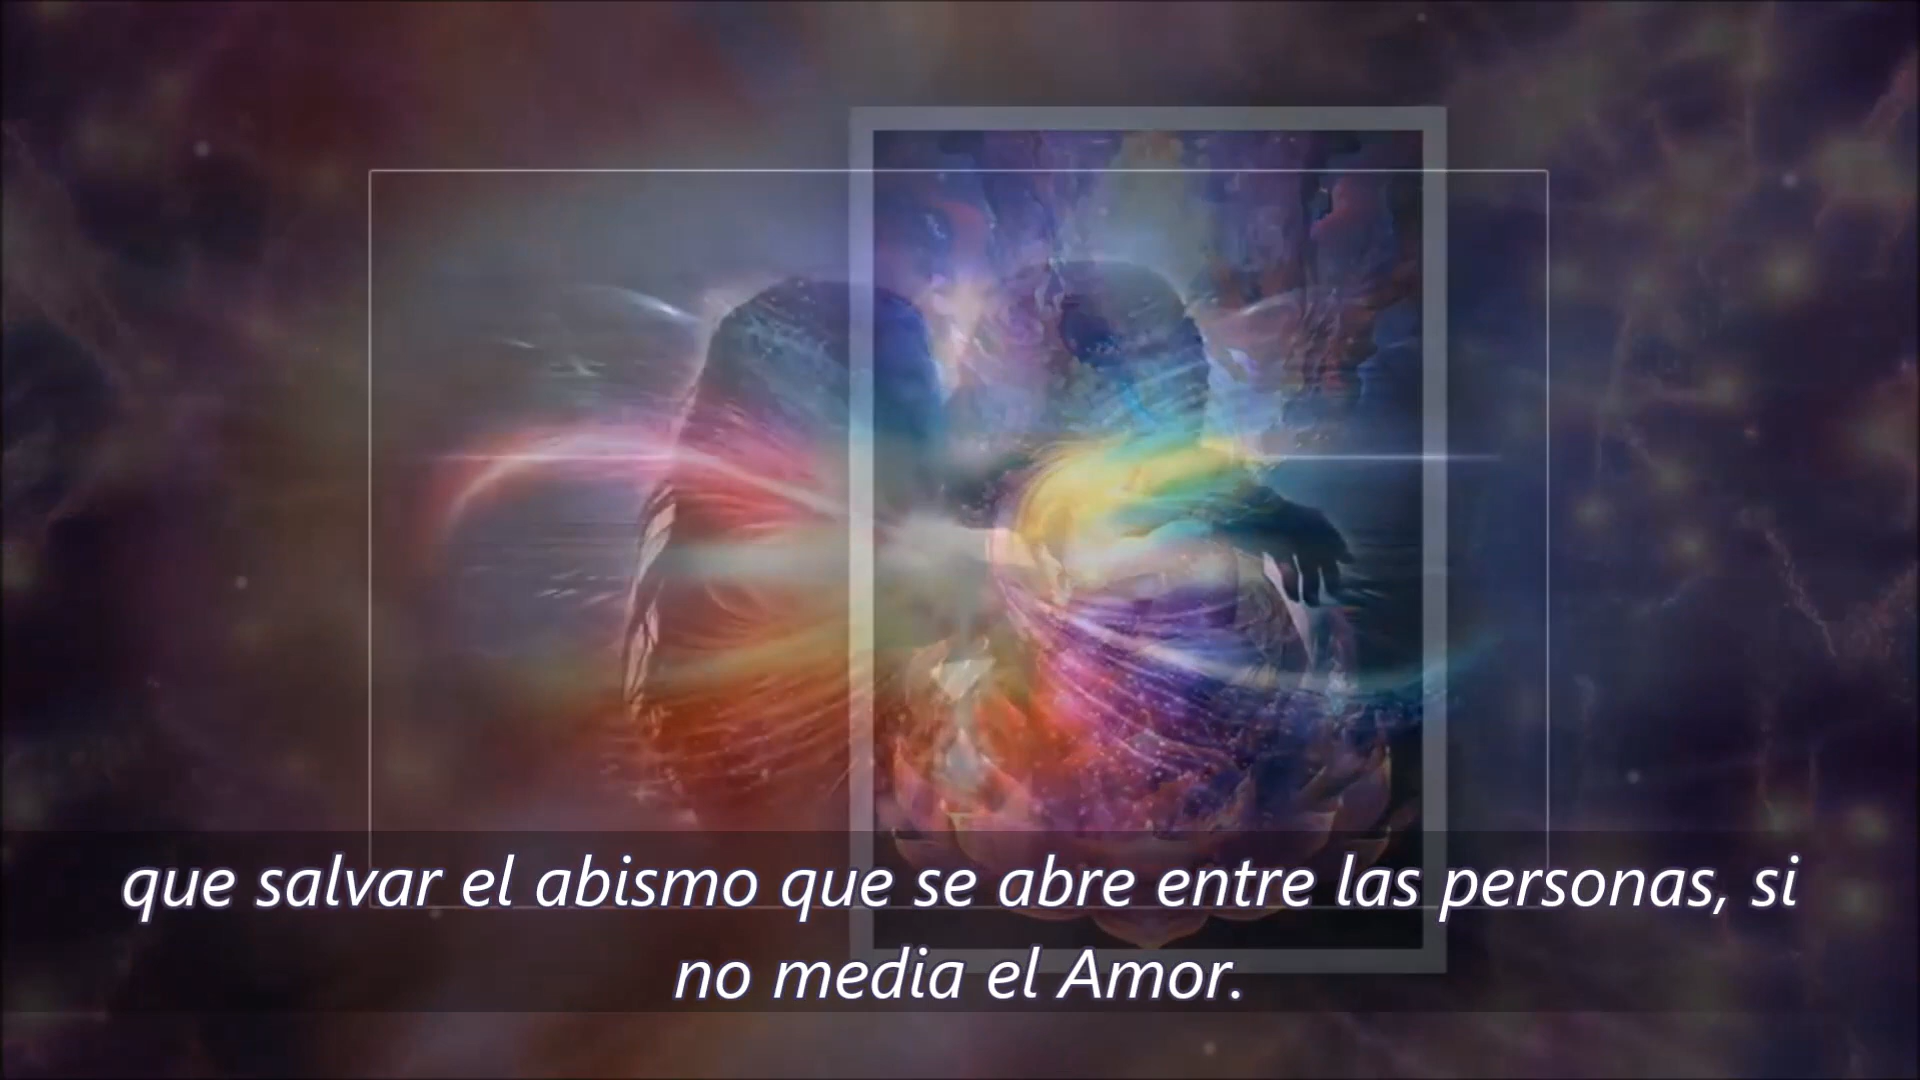 que salvar el abismo que se abre entre las personas, si
no media el Amor.